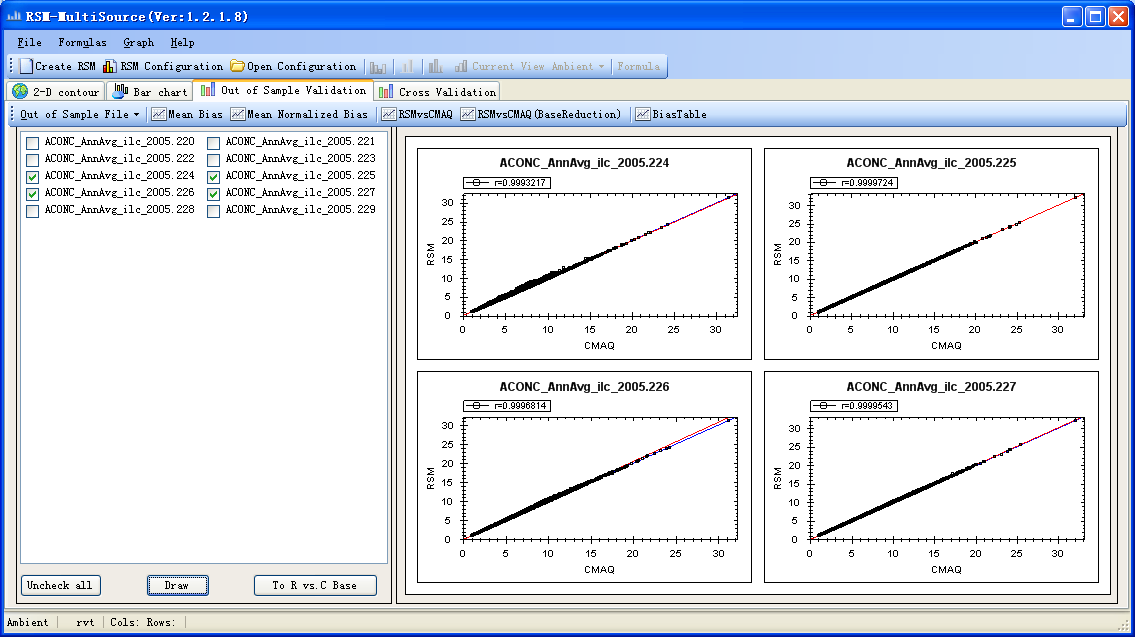 RSM-MultiSource(Ver:1.2.1.8)
File Formulas Graph Help
Create RSM RSM Configuration Open Configuration Current View Ambient Formula
2-D contour Bar chart Out of Sample Validation Cross Validation
Out of Sample File Mean Bias Mean Normalized Bias RSMvsCMAQ RSMvsCMAQ(BaseReduction) BiasTable
ACONC_AnnAvg_ilc_2005.220 ACONC_AnnAvg_ilc_2005.221
ACONC_AnnAvg_ilc_2005.222 ACONC_AnnAvg_ilc_2005.223
ACONC_AnnAvg_ilc_2005.224 ACONC_AnnAvg_ilc_2005.225
ACONC_AnnAvg_ilc_2005.226 ACONC_AnnAvg_ilc_2005.227
ACONC_AnnAvg_ilc_2005.228 ACONC_AnnAvg_ilc_2005.229
Uncheck all Draw To R vs.C Base
ACONC_AnnAvg_ilc_2005.224
r=0.9993217
30
25
20
15
10
5
0
RSM
0 5 10 15 20 25 30
CMAQ
ACONC_AnnAvg_ilc_2005.225
r=0.9999724
30
25
20
15
10
5
0
RSM
0 5 10 15 20 25 30
CMAQ
ACONC_AnnAvg_ilc_2005.226
r=0.9996814
30
25
20
15
10
5
0
RSM
0 5 10 15 20 25 30
CMAQ
ACONC_AnnAvg_ilc_2005.227
r=0.9999543
30
25
20
15
10
5
0
RSM
0 5 10 15 20 25 30
CMAQ
Ambient rvt Cols: Rows: